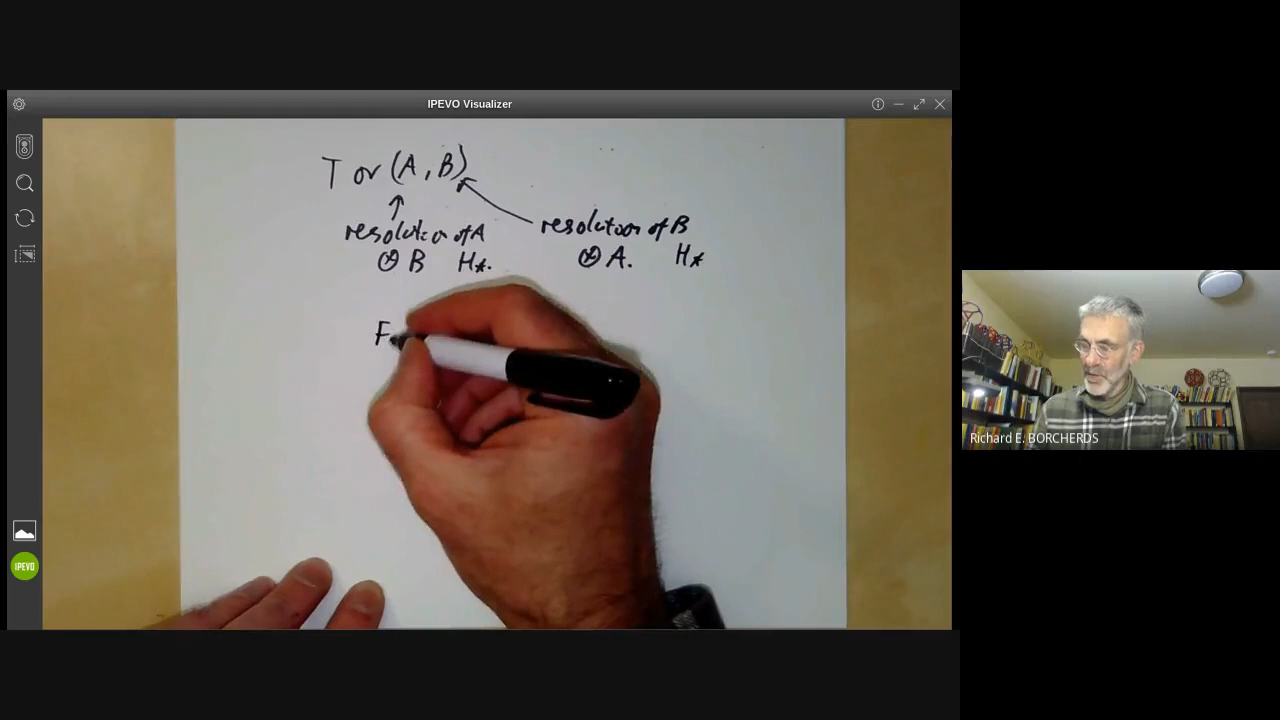 IPEVO Visualizer
Tor (A, B)
resolution of A
⊗ B H*.
resolution of B
⊗ A. H*
F
IPEVO
Richard E. BORCHERDS